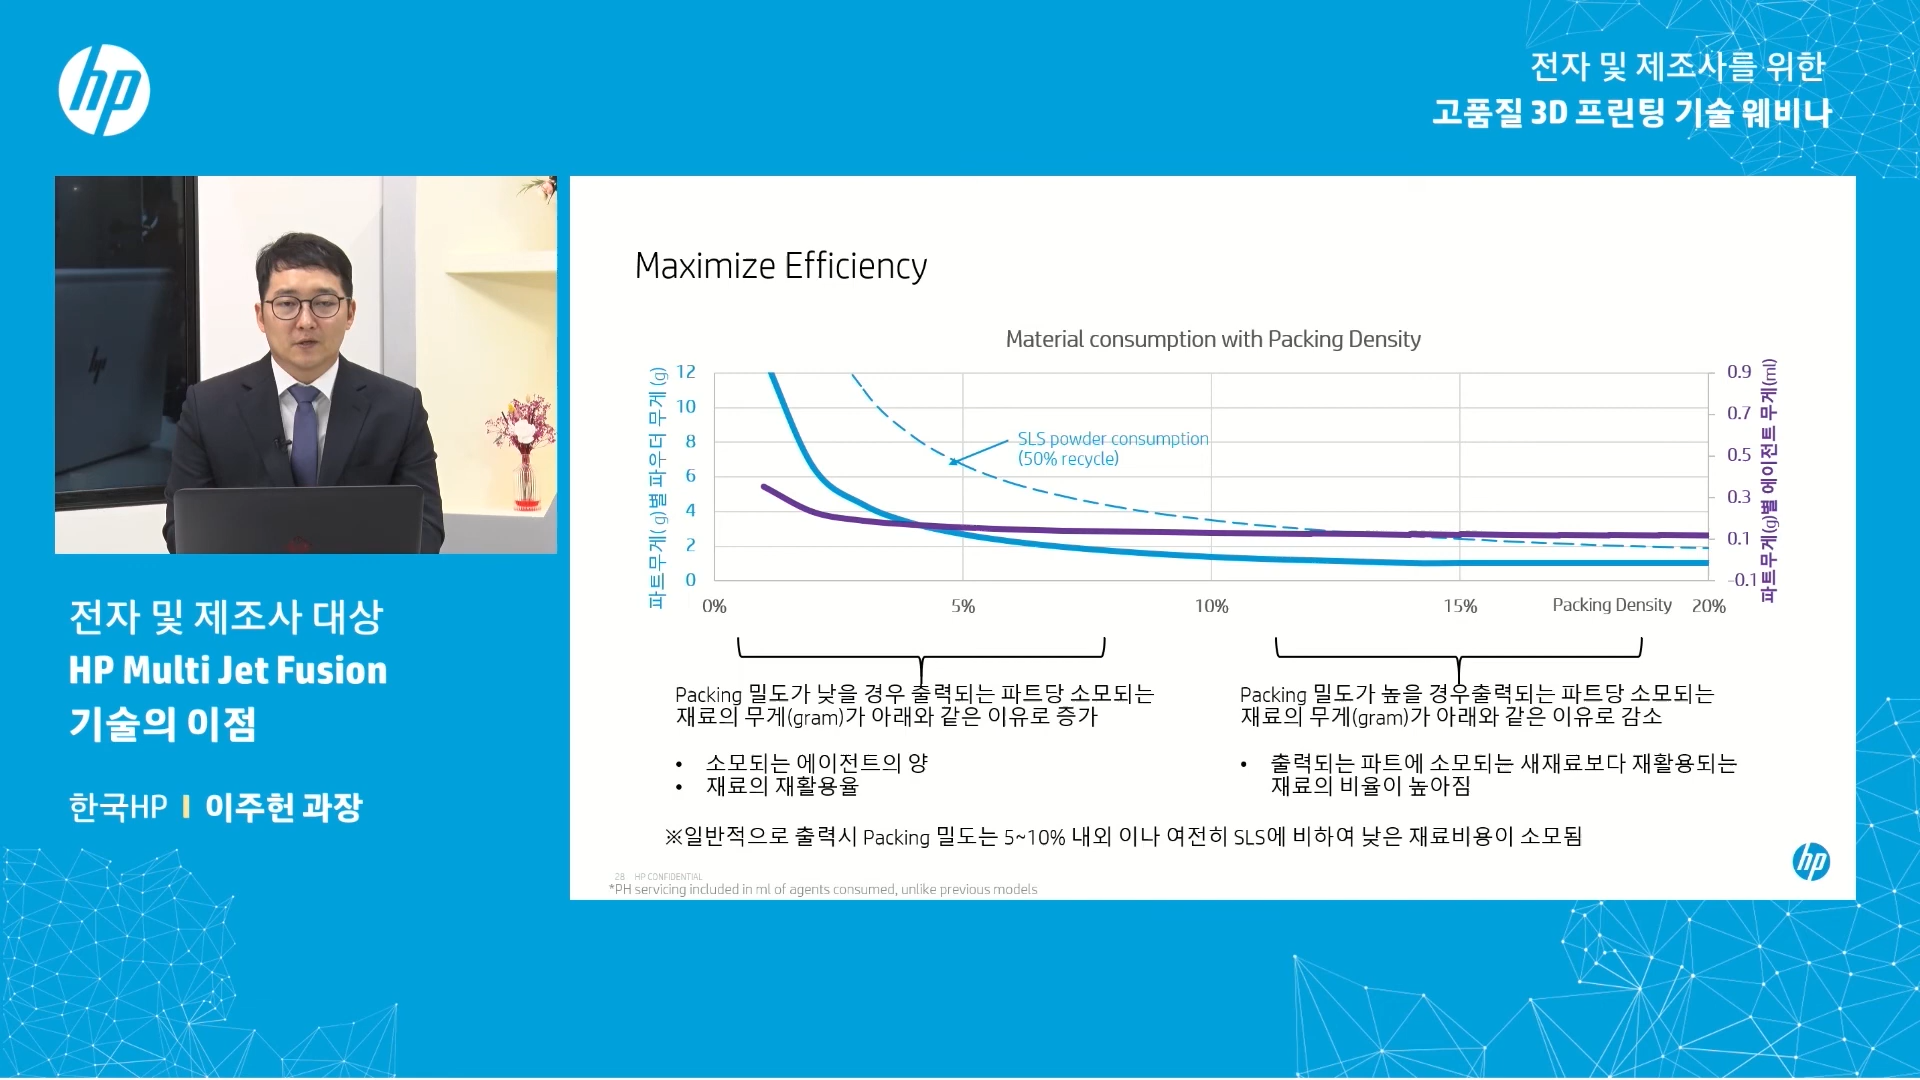 hp
전자 및 제조사를 위한
고품질 3D 프린팅 기술 웨비나
hp
전자 및 제조사 대상
HP Multi Jet Fusion
기술의 이점
한국HP | 이주헌 과장
Maximize Efficiency
Material consumption with Packing Density
파트무게(g)별 파우더 무게 (g)
12
10
8
6
4
2
0
SLS powder consumption
(50% recycle)
0.9
0.7
0.5
0.3
0.1
-0.1
파트무게(g)별 에이전트 무게(ml)
0% 5% 10% 15% Packing Density 20%
Packing 밀도가 낮을 경우 출력되는 파트당 소모되는
재료의 무게(gram)가 아래와 같은 이유로 증가
• 소모되는 에이전트의 양
• 재료의 재활용율
Packing 밀도가 높을 경우출력되는 파트당 소모되는
재료의 무게(gram)가 아래와 같은 이유로 감소
• 출력되는 파트에 소모되는 새재료보다 재활용되는
재료의 비율이 높아짐
※일반적으로 출력시 Packing 밀도는 5~10% 내외 이나 여전히 SLS에 비하여 낮은 재료비용이 소모됨
28 HP CONFIDENTIAL
*PH servicing included in ml of agents consumed, unlike previous models
hp